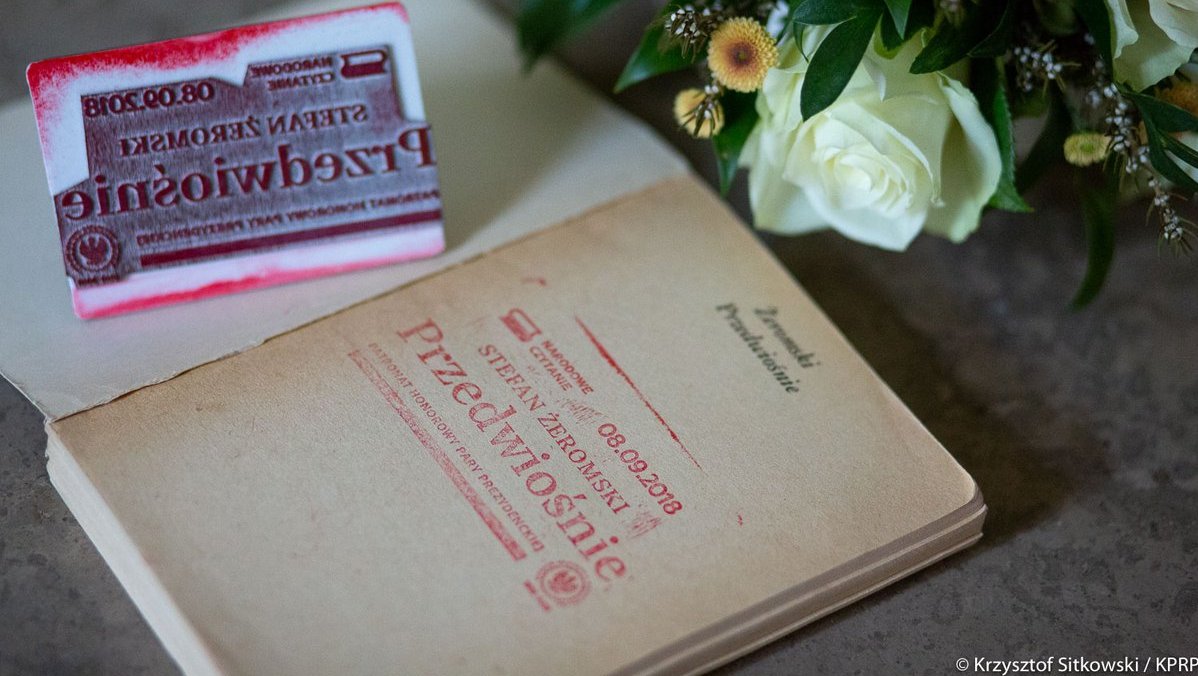 NARODOWE
CZYTANIE
08.09.2018
STEFAN ŻEROMSKI
Przedwiośnie
PATRONAT HONOROWY PARY PREZYDENCKIEJ
Żeromski
Przedwiośnie
NARODOWE
CZYTANIE
08.09.2018
STEFAN ŻEROMSKI
Przedwiośnie
PATRONAT HONOROWY PARY PREZYDENCKIEJ
© Krzysztof Sitkowski / KPRP